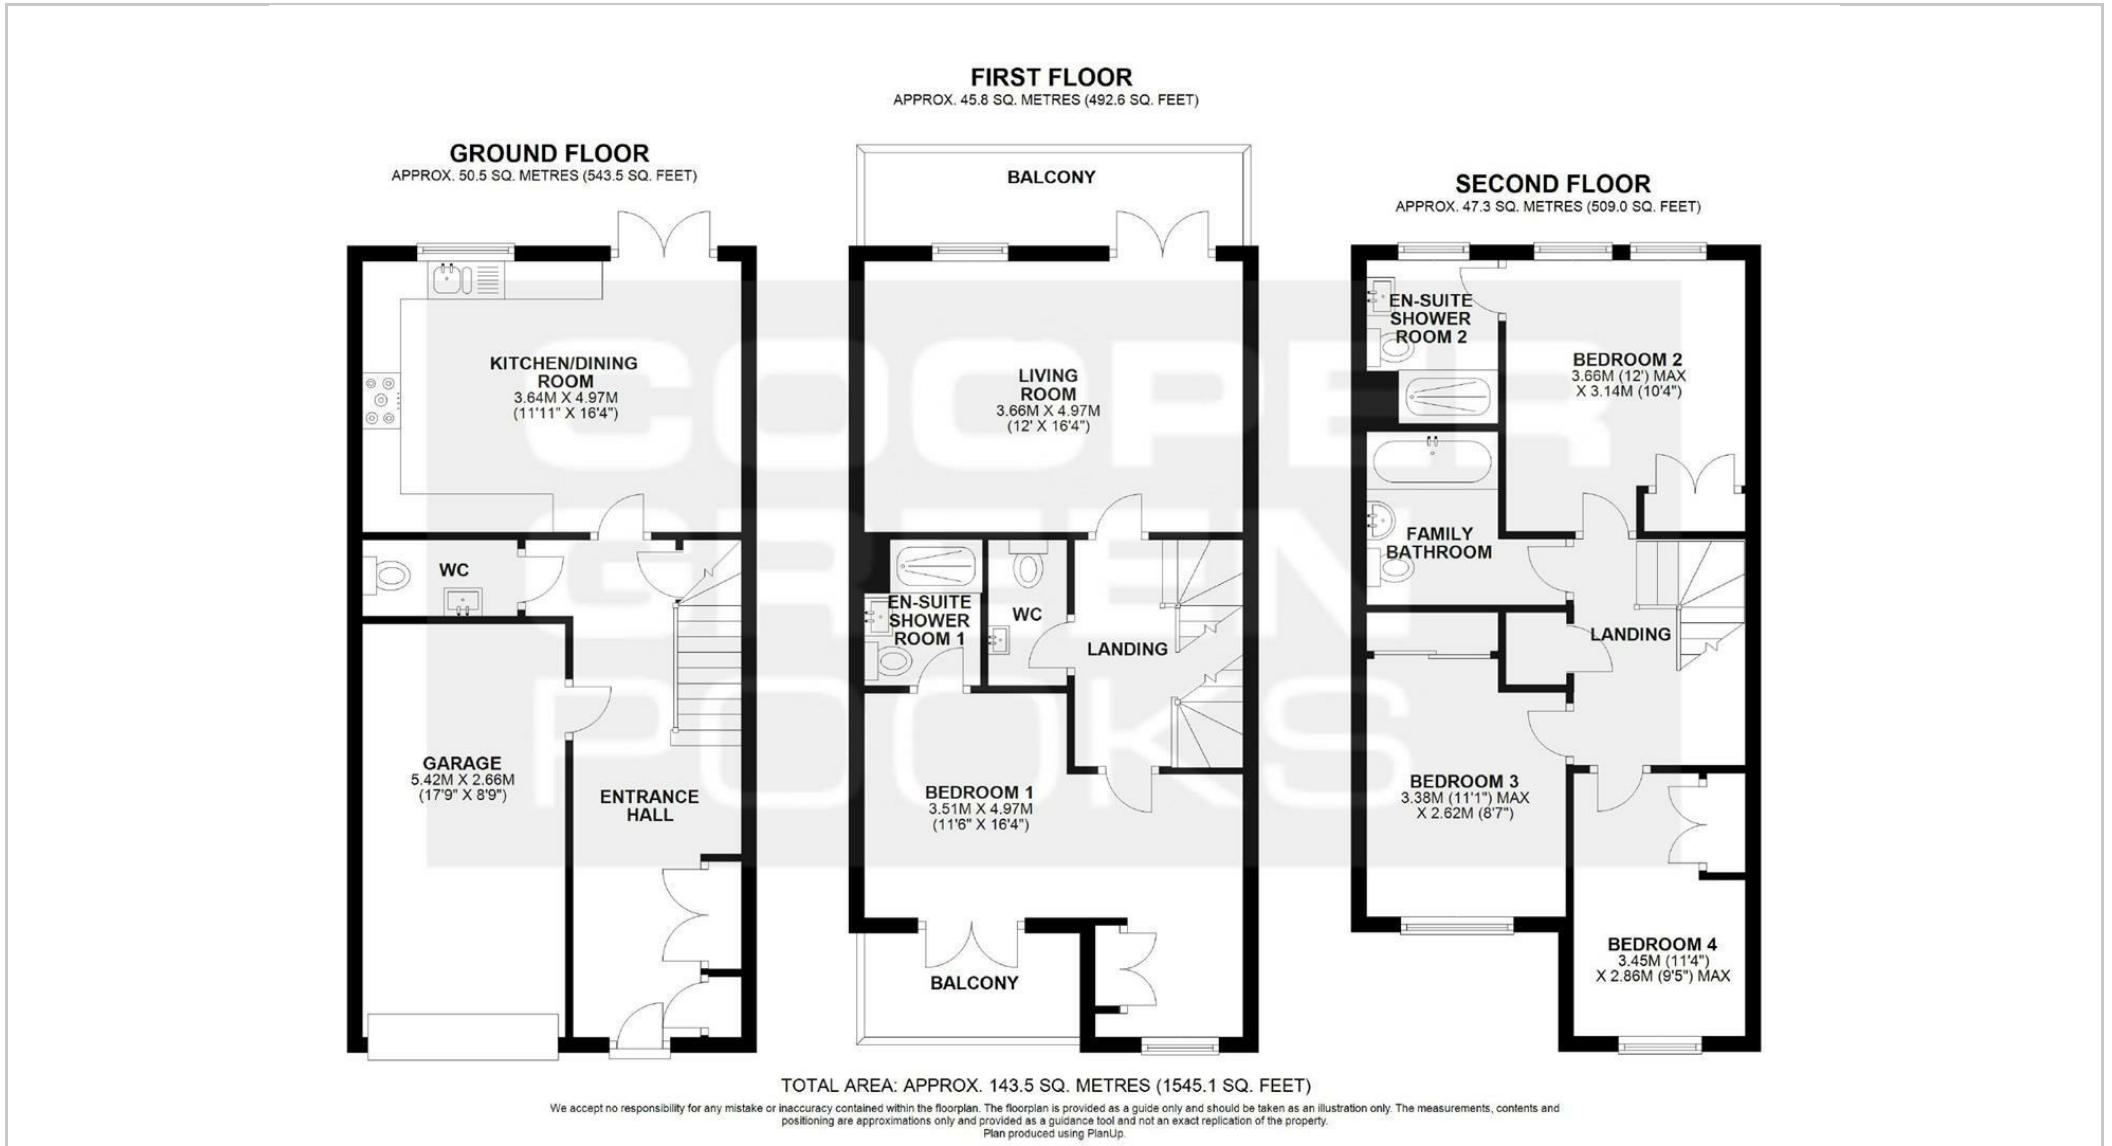 FIRST FLOOR
APPROX. 45.8 SQ. METRES (492.6 SQ. FEET)
GROUND FLOOR
APPROX. 50.5 SQ. METRES (543.5 SQ. FEET)
BALCONY
SECOND FLOOR
APPROX. 47.3 SQ. METRES (509.0 SQ. FEET)
KITCHEN/DINING
ROOM
3.64M X 4.97M
(11'11" X 16'4")
WC
GARAGE
5.42M X 2.66M
(17'9" X 8'9")
ENTRANCE
HALL
LIVING
ROOM
3.66M X 4.97M
(12' X 16'4")
EN-SUITE
SHOWER
ROOM 1
WC
LANDING
BEDROOM 1
3.51M X 4.97M
(11'6" X 16'4")
BALCONY
EN-SUITE
SHOWER
ROOM 2
BEDROOM 2
3.66M (12') MAX
X 3.14M (10'4")
FAMILY
BATHROOM
LANDING
BEDROOM 3
3.38M (11'1") MAX
X 2.62M (8'7")
BEDROOM 4
3.45M (11'4")
X 2.86M (9'5") MAX
COOPER
GREEN
POOKS
TOTAL AREA: APPROX. 143.5 SQ. METRES (1545.1 SQ. FEET)
We accept no responsibility for any mistake or inaccuracy contained within the floorplan. The floorplan is provided as a guide only and should be taken as an illustration only. The measurements, contents and
positioning are approximations only and provided as a guidance tool and not an exact replication of the property.
Plan produced using PlanUp.